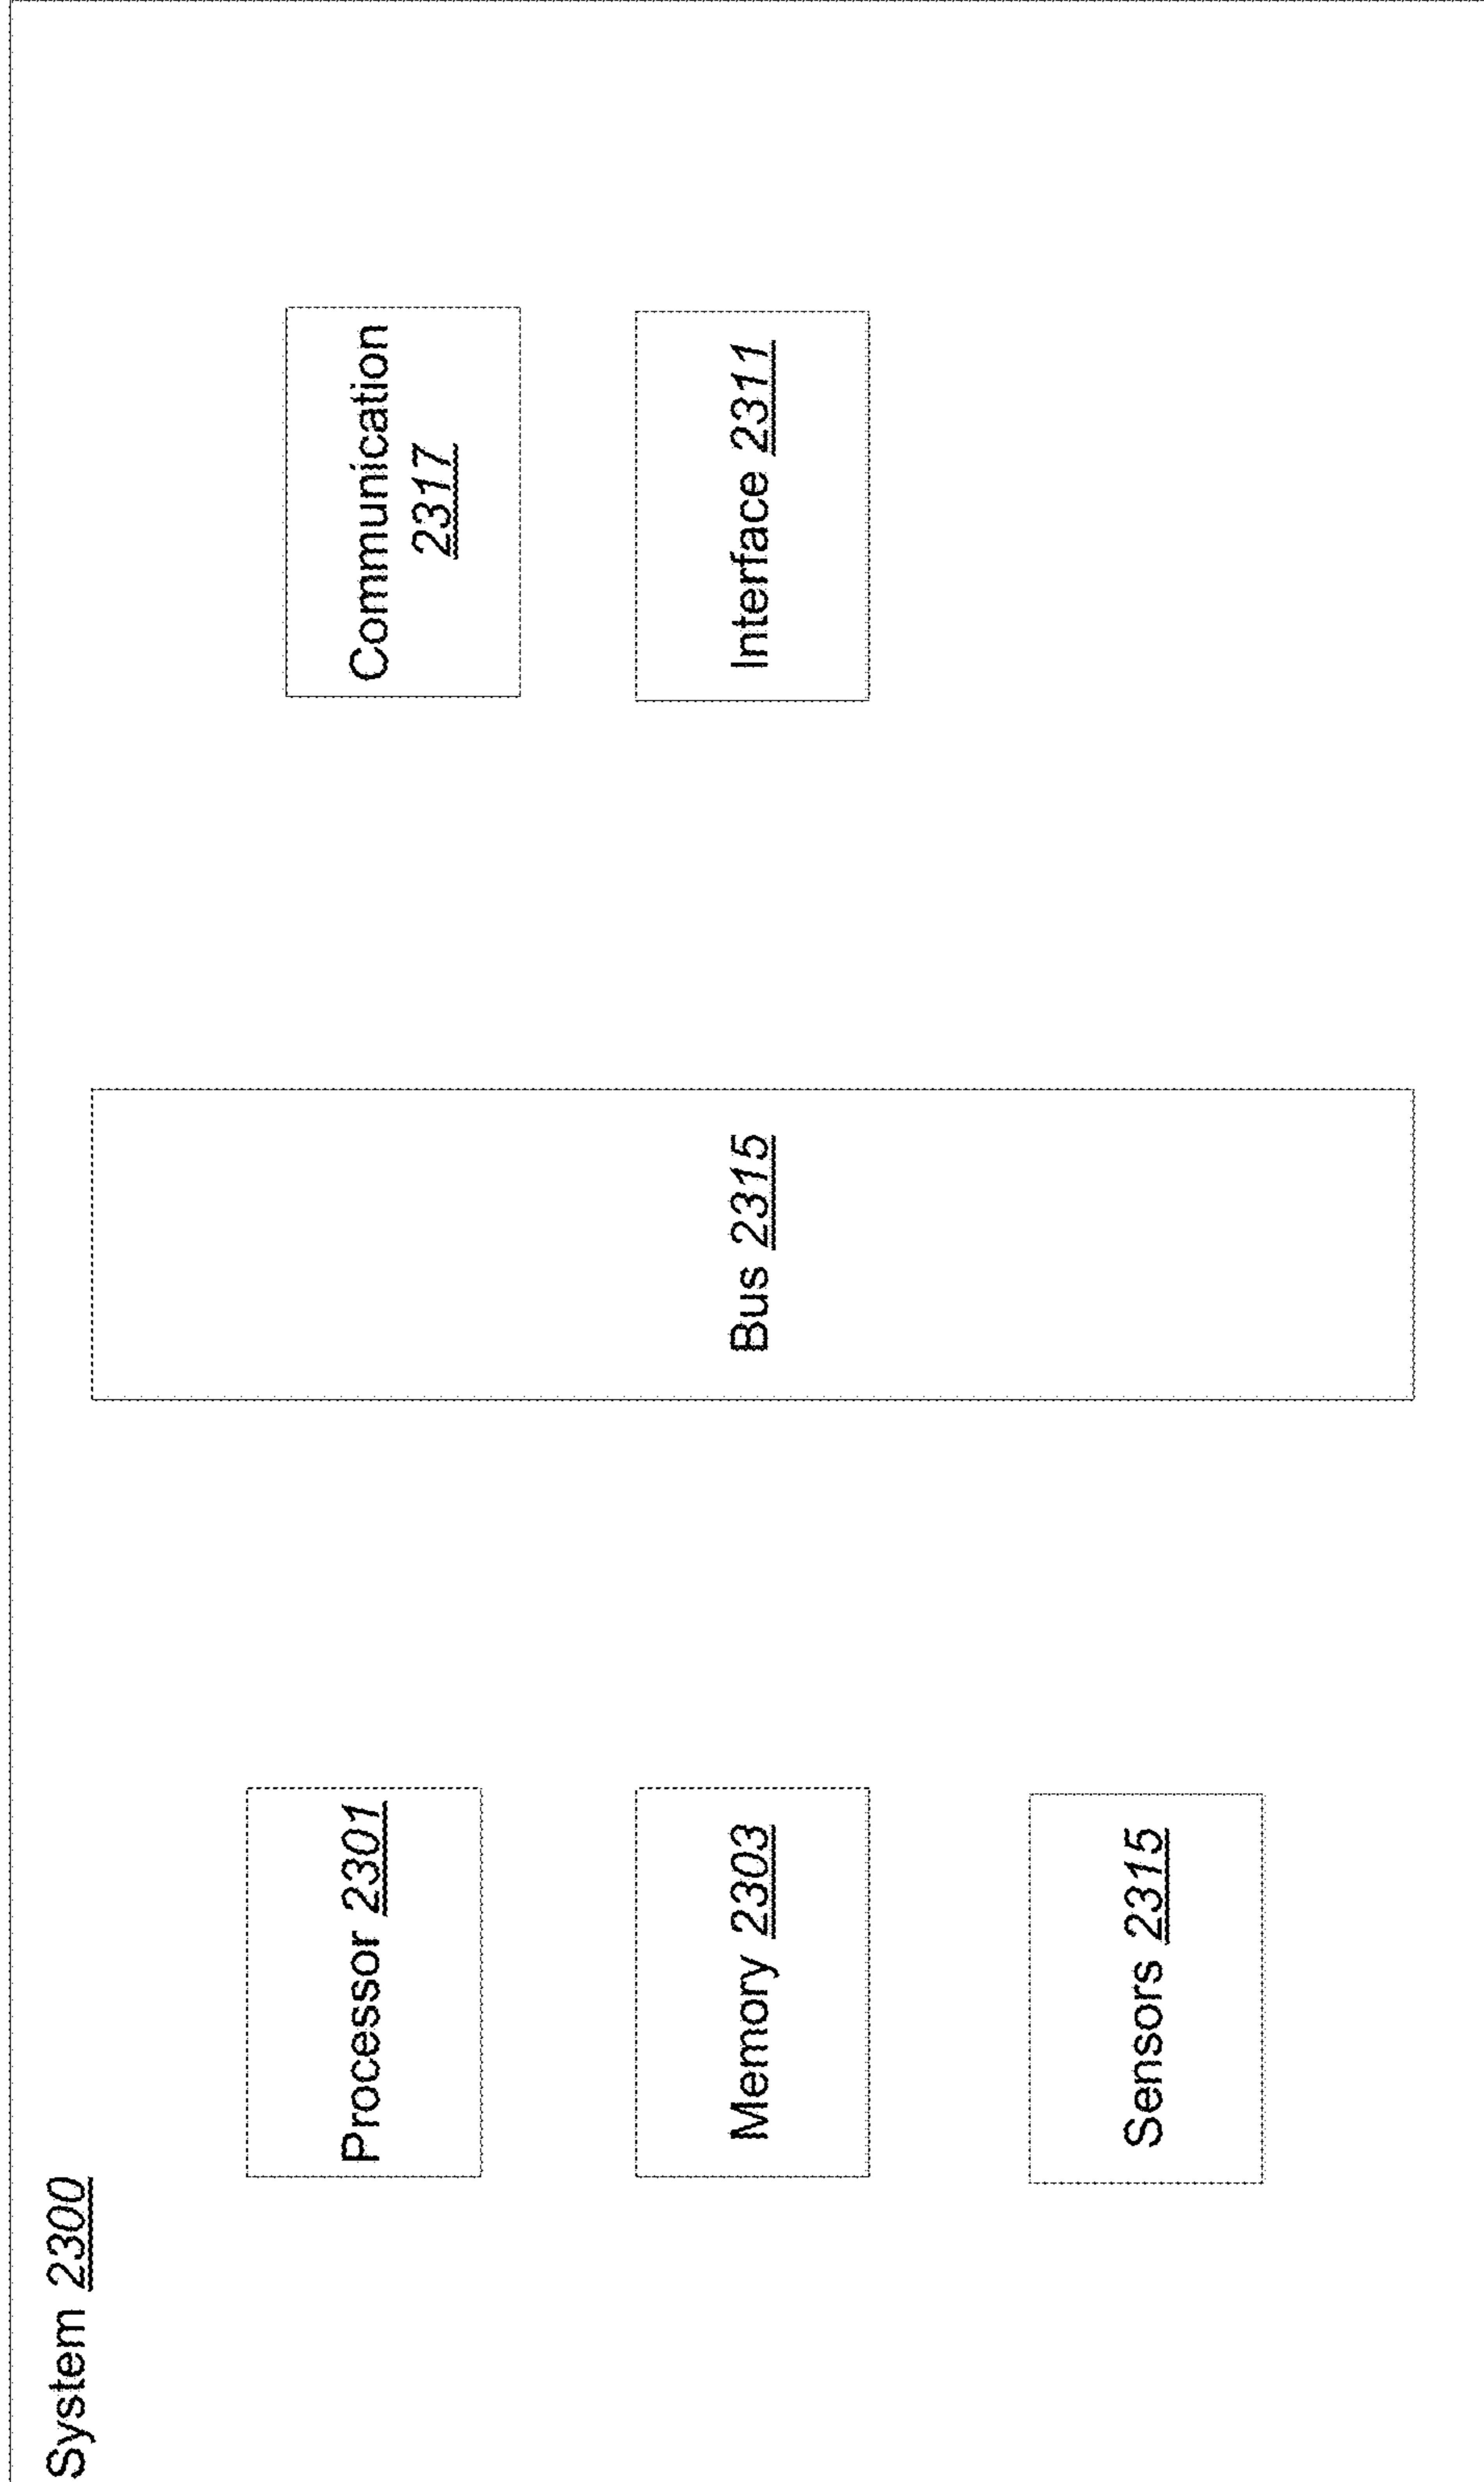 System 2300
Processor 2301
Memory 2303
Sensors 2315
Bus 2315
Communication
2317
Interface 2311